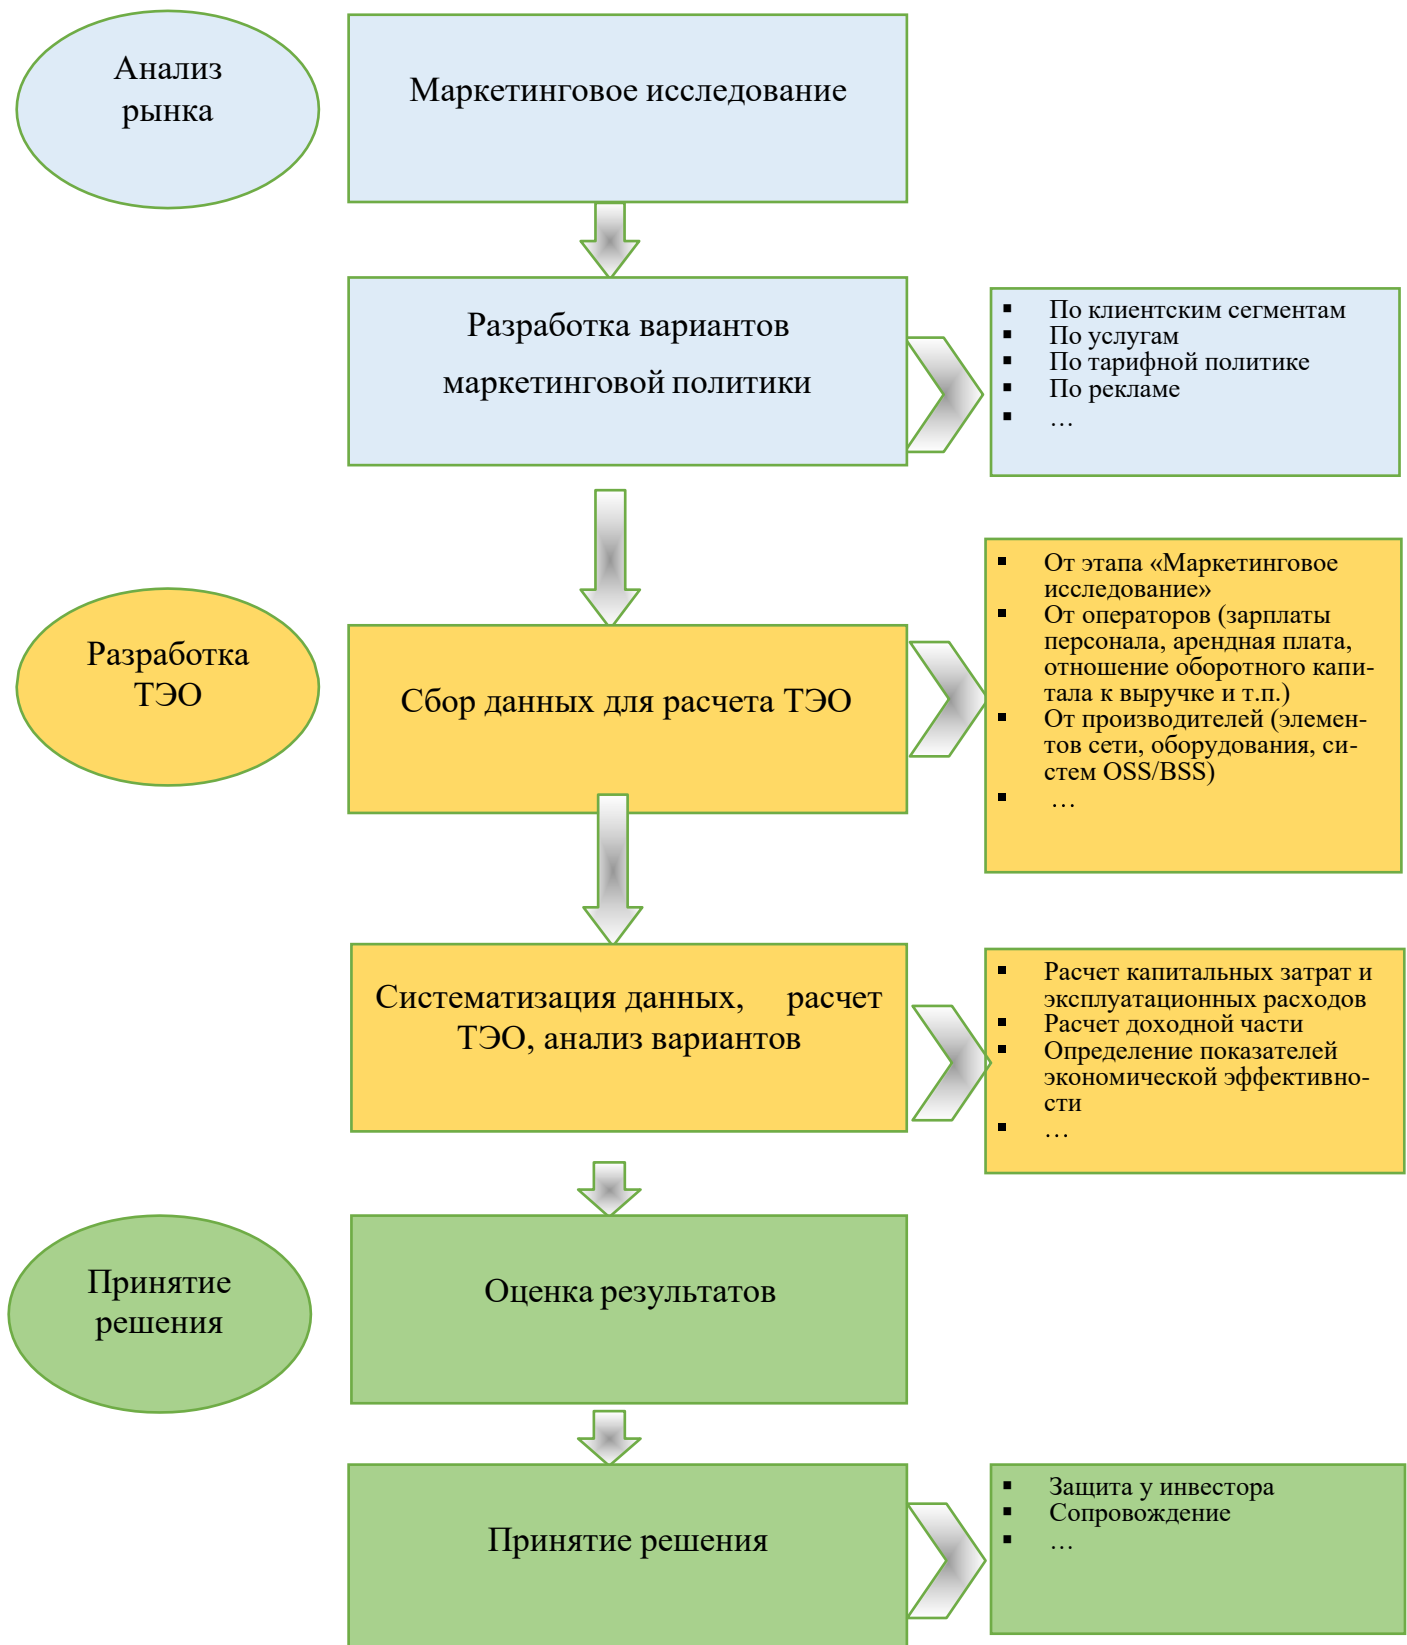 Анализ
рынка
Маркетинговое исследование
Разработка вариантов
маркетинговой политики
▪ По клиентским сегментам
▪ По услугам
▪ По тарифной политике
▪ По рекламе
▪ …
Разработка
ТЭО
Сбор данных для расчета ТЭО
▪ От этапа «Маркетинговое
исследование»
▪ От операторов (зарплаты
персонала, арендная плата,
отношение оборотного капи-
тала к выручке и т.п.)
▪ От производителей (элемен-
тов сети, оборудования, си-
стем OSS/BSS)
▪ …
Систематизация данных, расчет
ТЭО, анализ вариантов
▪ Расчет капитальных затрат и
эксплуатационных расходов
▪ Расчет доходной части
▪ Определение показателей
экономической эффективно-
сти
▪ …
Принятие
решения
Оценка результатов
Принятие решения
▪ Защита у инвестора
▪ Сопровождение
▪ …